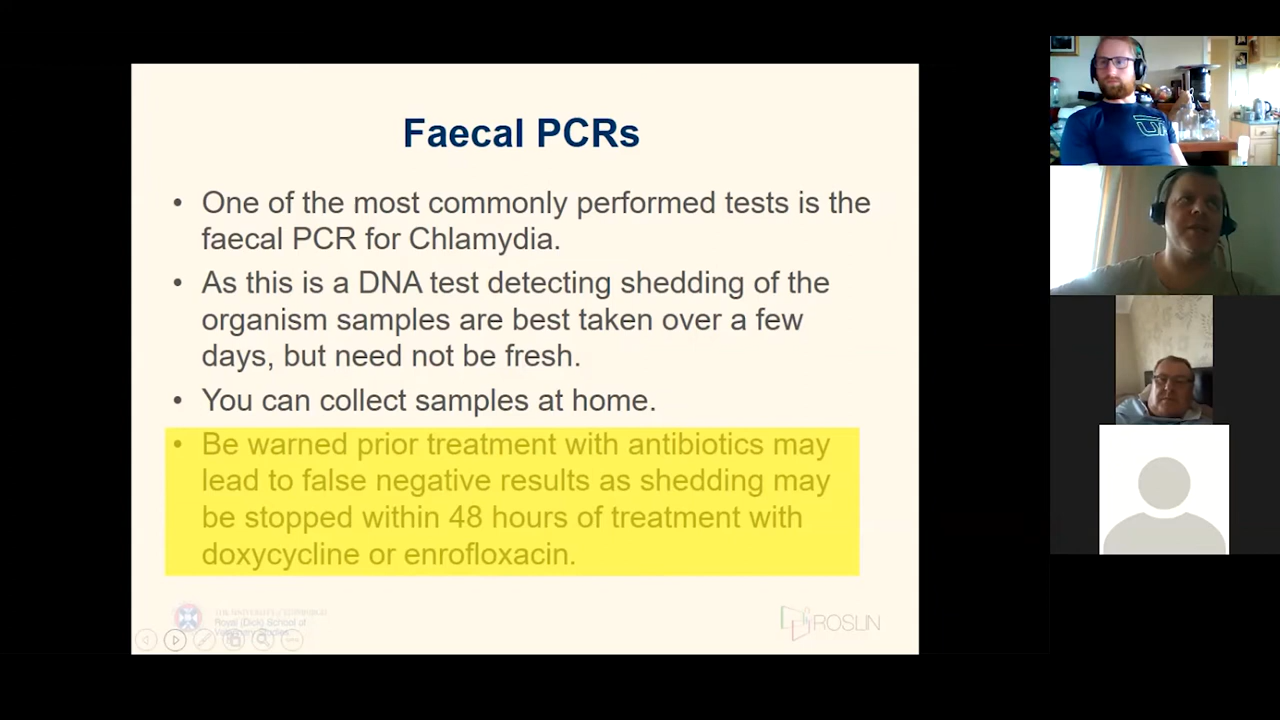 Faecal PCRs
• One of the most commonly performed tests is the
faecal PCR for Chlamydia.
• As this is a DNA test detecting shedding of the
organism samples are best taken over a few
days, but need not be fresh.
• You can collect samples at home.
• Be warned prior treatment with antibiotics may
lead to false negative results as shedding may
be stopped within 48 hours of treatment with
doxycycline or enrofloxacin.
THE UNIVERSITY of EDINBURGH
Royal (Dick) School of
Veterinary Studies
ROSLIN